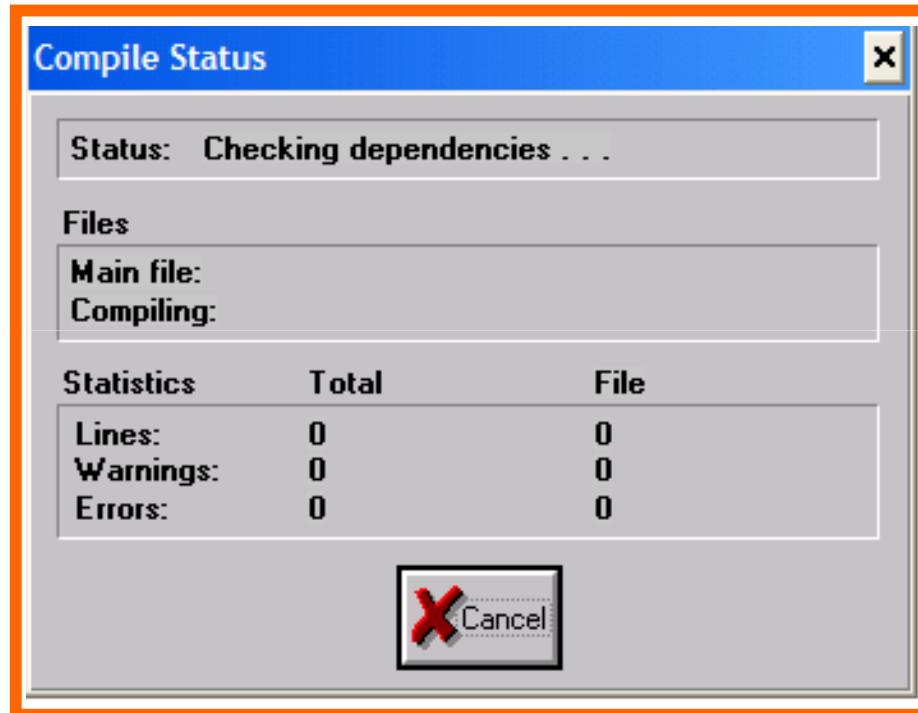 Compile Status
Status: Checking dependencies . . .
Files
Main file:
Compiling:
Statistics Total File
Lines: 0 0
Warnings: 0 0
Errors: 0 0
Cancel